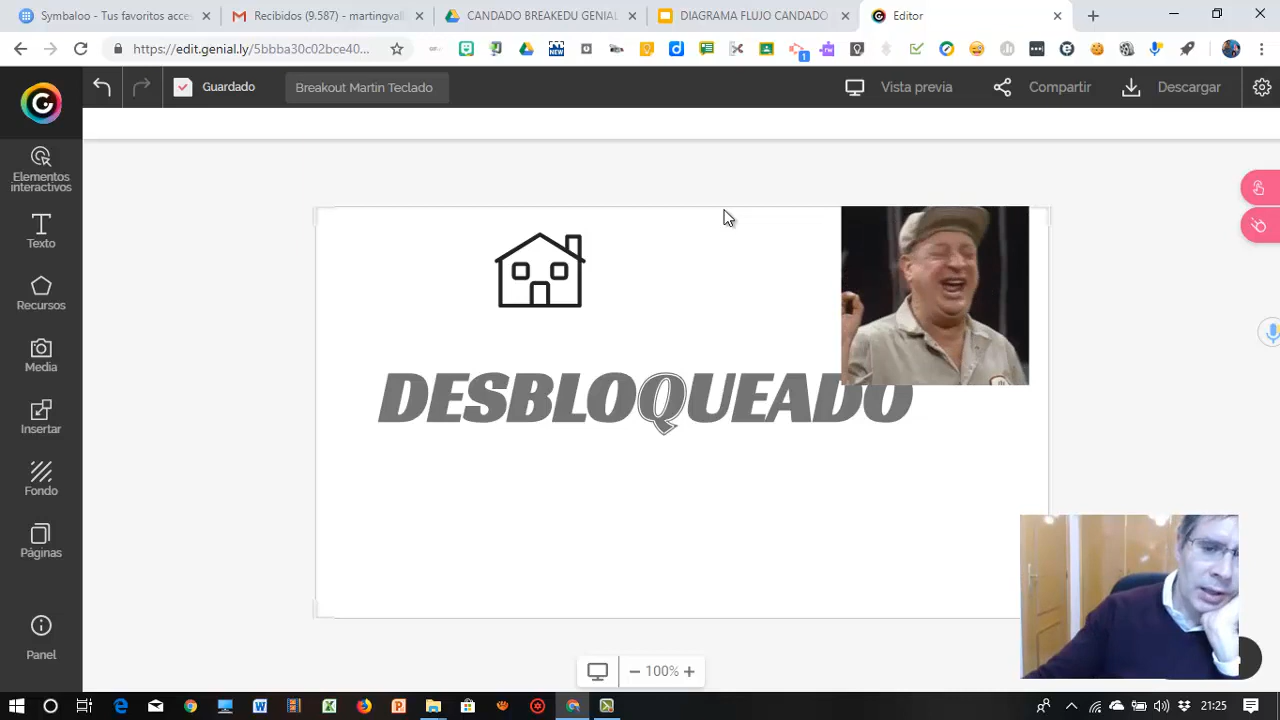 Symbaloo - Tus favoritos acce
Recibidos (9.587) - martingvalle
CANDADO BREAKEDU GENIAL
DIAGRAMA FLUJO CANDADO
Editor
https://edit.genial.ly/5bbba30c02bce40...
Guardado
Breakout Martin Teclado
Vista previa
Compartir
Descargar
Elementos
interactivos
Texto
Recursos
Media
Insertar
Fondo
Páginas
Panel
DESBLOQUEADO
100%
21:25